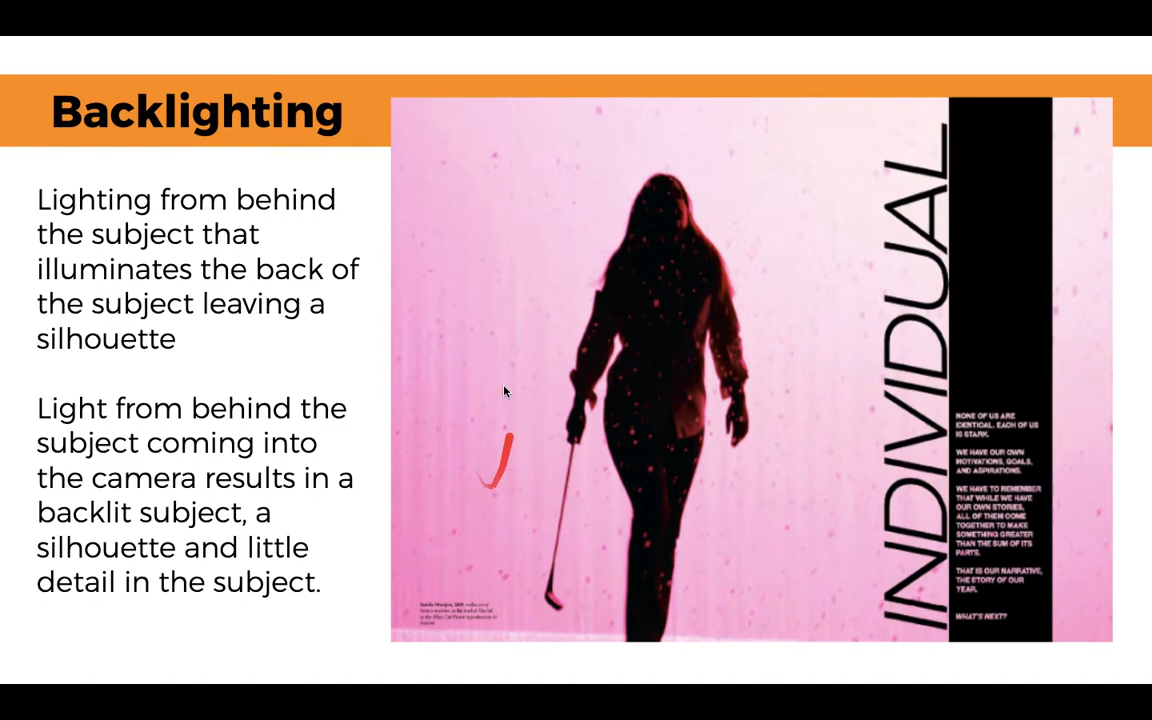 Backlighting
Lighting from behind
the subject that
illuminates the back of
the subject leaving a
silhouette
Light from behind the
subject coming into
the camera results in a
backlit subject, a
silhouette and little
detail in the subject.
INDIVIDUAL
NONE OF US ARE
IDENTICAL. EACH OF US
IS STARK.
WE HAVE OUR OWN
MOTIVATIONS, GOALS,
AND ASPIRATIONS.
WE HAVE TO REMEMBER
THAT WHILE WE HAVE
OUR OWN STORIES,
ALL OF THEM COME
TOGETHER TO MAKE
SOMETHING GREATER
THAN THE SUM OF ITS
PARTS.
THAT IS OUR NARRATIVE,
THE STORY OF OUR
YEAR.
WHAT'S NEXT?